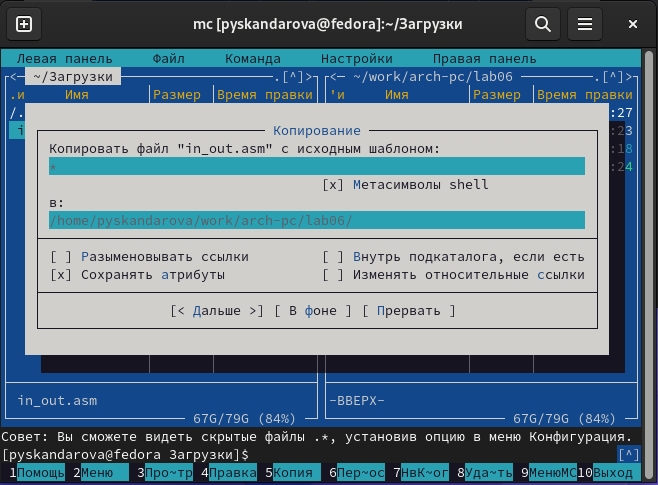 mc [pyskandarova@fedora]:~/Загрузки
Левая панель Файл Команда Настройки Правая панель
<— ~/Загрузки .[^]> <— ~/work/arch-pc/lab06 .[^]>
.и Имя Размер Время правки 'и Имя Размер Время правки
/. :27
i :23
:18
:24
Копирование
Копировать файл "in_out.asm" с исходным шаблоном:
*
[x] Метасимволы shell
в:
/home/pyskandarova/work/arch-pc/lab06/
[ ] Разыменовывать ссылки [ ] Внутрь подкаталога, если есть
[x] Сохранять атрибуты [ ] Изменять относительные ссылки
[< Дальше >] [ В фоне ] [ Прервать ]
in_out.asm -ВВЕРХ-
67G/79G (84%) 67G/79G (84%)
Совет: Вы сможете видеть скрытые файлы .*, установив опцию в меню Конфигурация.
[pyskandarova@fedora Загрузки]$ [^]
1Помощь 2Меню 3Про~тр 4Правка 5Копия 6Пер~ос 7НвК~ог 8Уда~ть 9МенюMC 10Выход